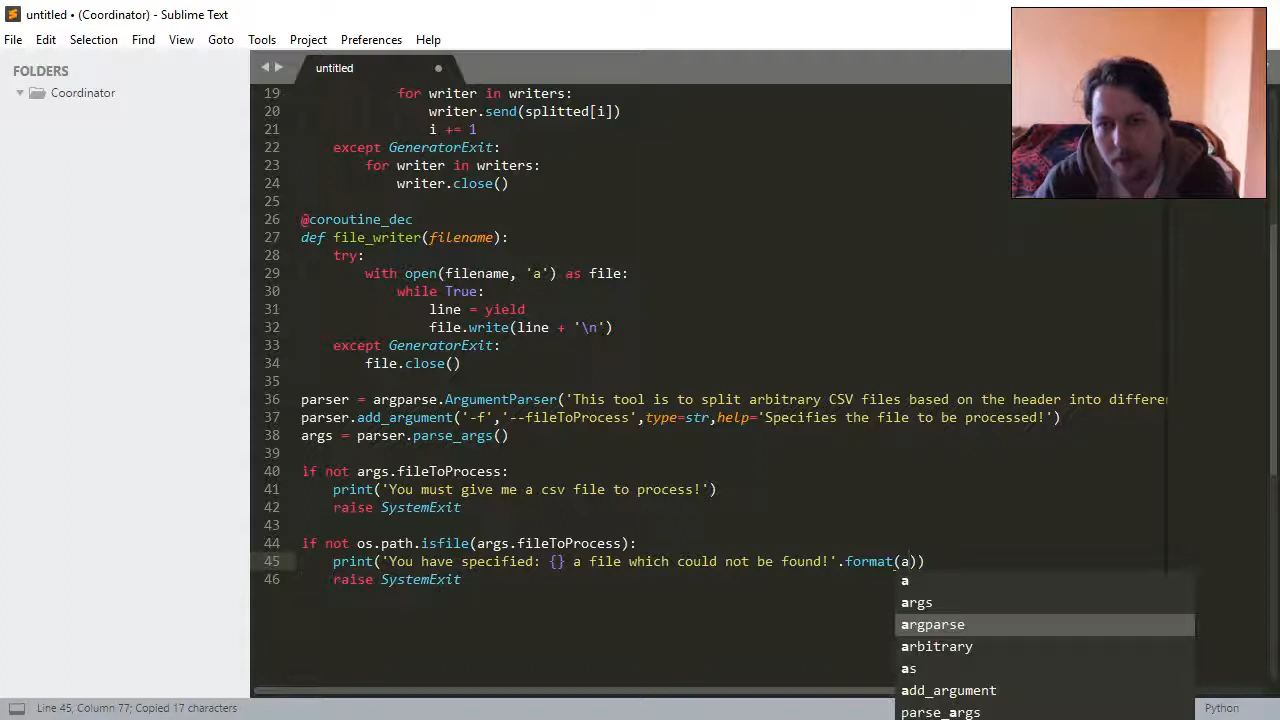 untitled • (Coordinator) - Sublime Text
File Edit Selection Find View Goto Tools Project Preferences Help
FOLDERS
Coordinator
untitled
19 for writer in writers:
20 writer.send(splitted[i])
21 i += 1
22 except GeneratorExit:
23 for writer in writers:
24 writer.close()
25
26 @coroutine_dec
27 def file_writer(filename):
28 try:
29 with open(filename, 'a') as file:
30 while True:
31 line = yield
32 file.write(line + '\n')
33 except GeneratorExit:
34 file.close()
35
36 parser = argparse.ArgumentParser('This tool is to split arbitrary CSV files based on the header into differen
37 parser.add_argument('-f','--fileToProcess',type=str,help='Specifies the file to be processed!')
38 args = parser.parse_args()
39
40 if not args.fileToProcess:
41 print('You must give me a csv file to process!')
42 raise SystemExit
43
44 if not os.path.isfile(args.fileToProcess):
45 print('You have specified: {} a file which could not be found!'.format(a))
46 raise SystemExit
a
args
argparse
arbitrary
as
add_argument
parse_args
Line 45, Column 77; Copied 17 characters
Python